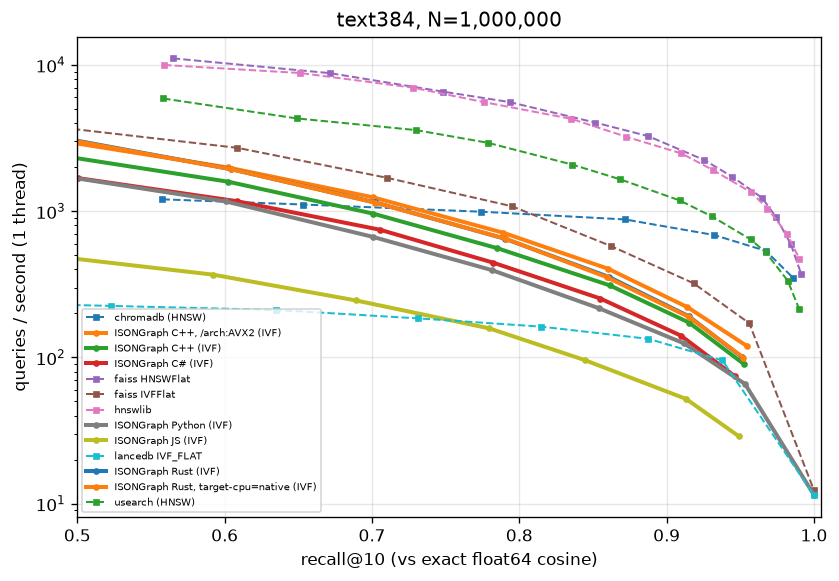 text384, N=1,000,000
queries / second (1 thread)
10⁴
10³
10²
10¹
chromadb (HNSW)
ISONGraph C++, /arch:AVX2 (IVF)
ISONGraph C++ (IVF)
ISONGraph C# (IVF)
faiss HNSWFlat
faiss IVFFlat
hnswlib
ISONGraph Python (IVF)
ISONGraph JS (IVF)
lancedb IVF_FLAT
ISONGraph Rust (IVF)
ISONGraph Rust, target-cpu=native (IVF)
usearch (HNSW)
0.5 0.6 0.7 0.8 0.9 1.0
recall@10 (vs exact float64 cosine)